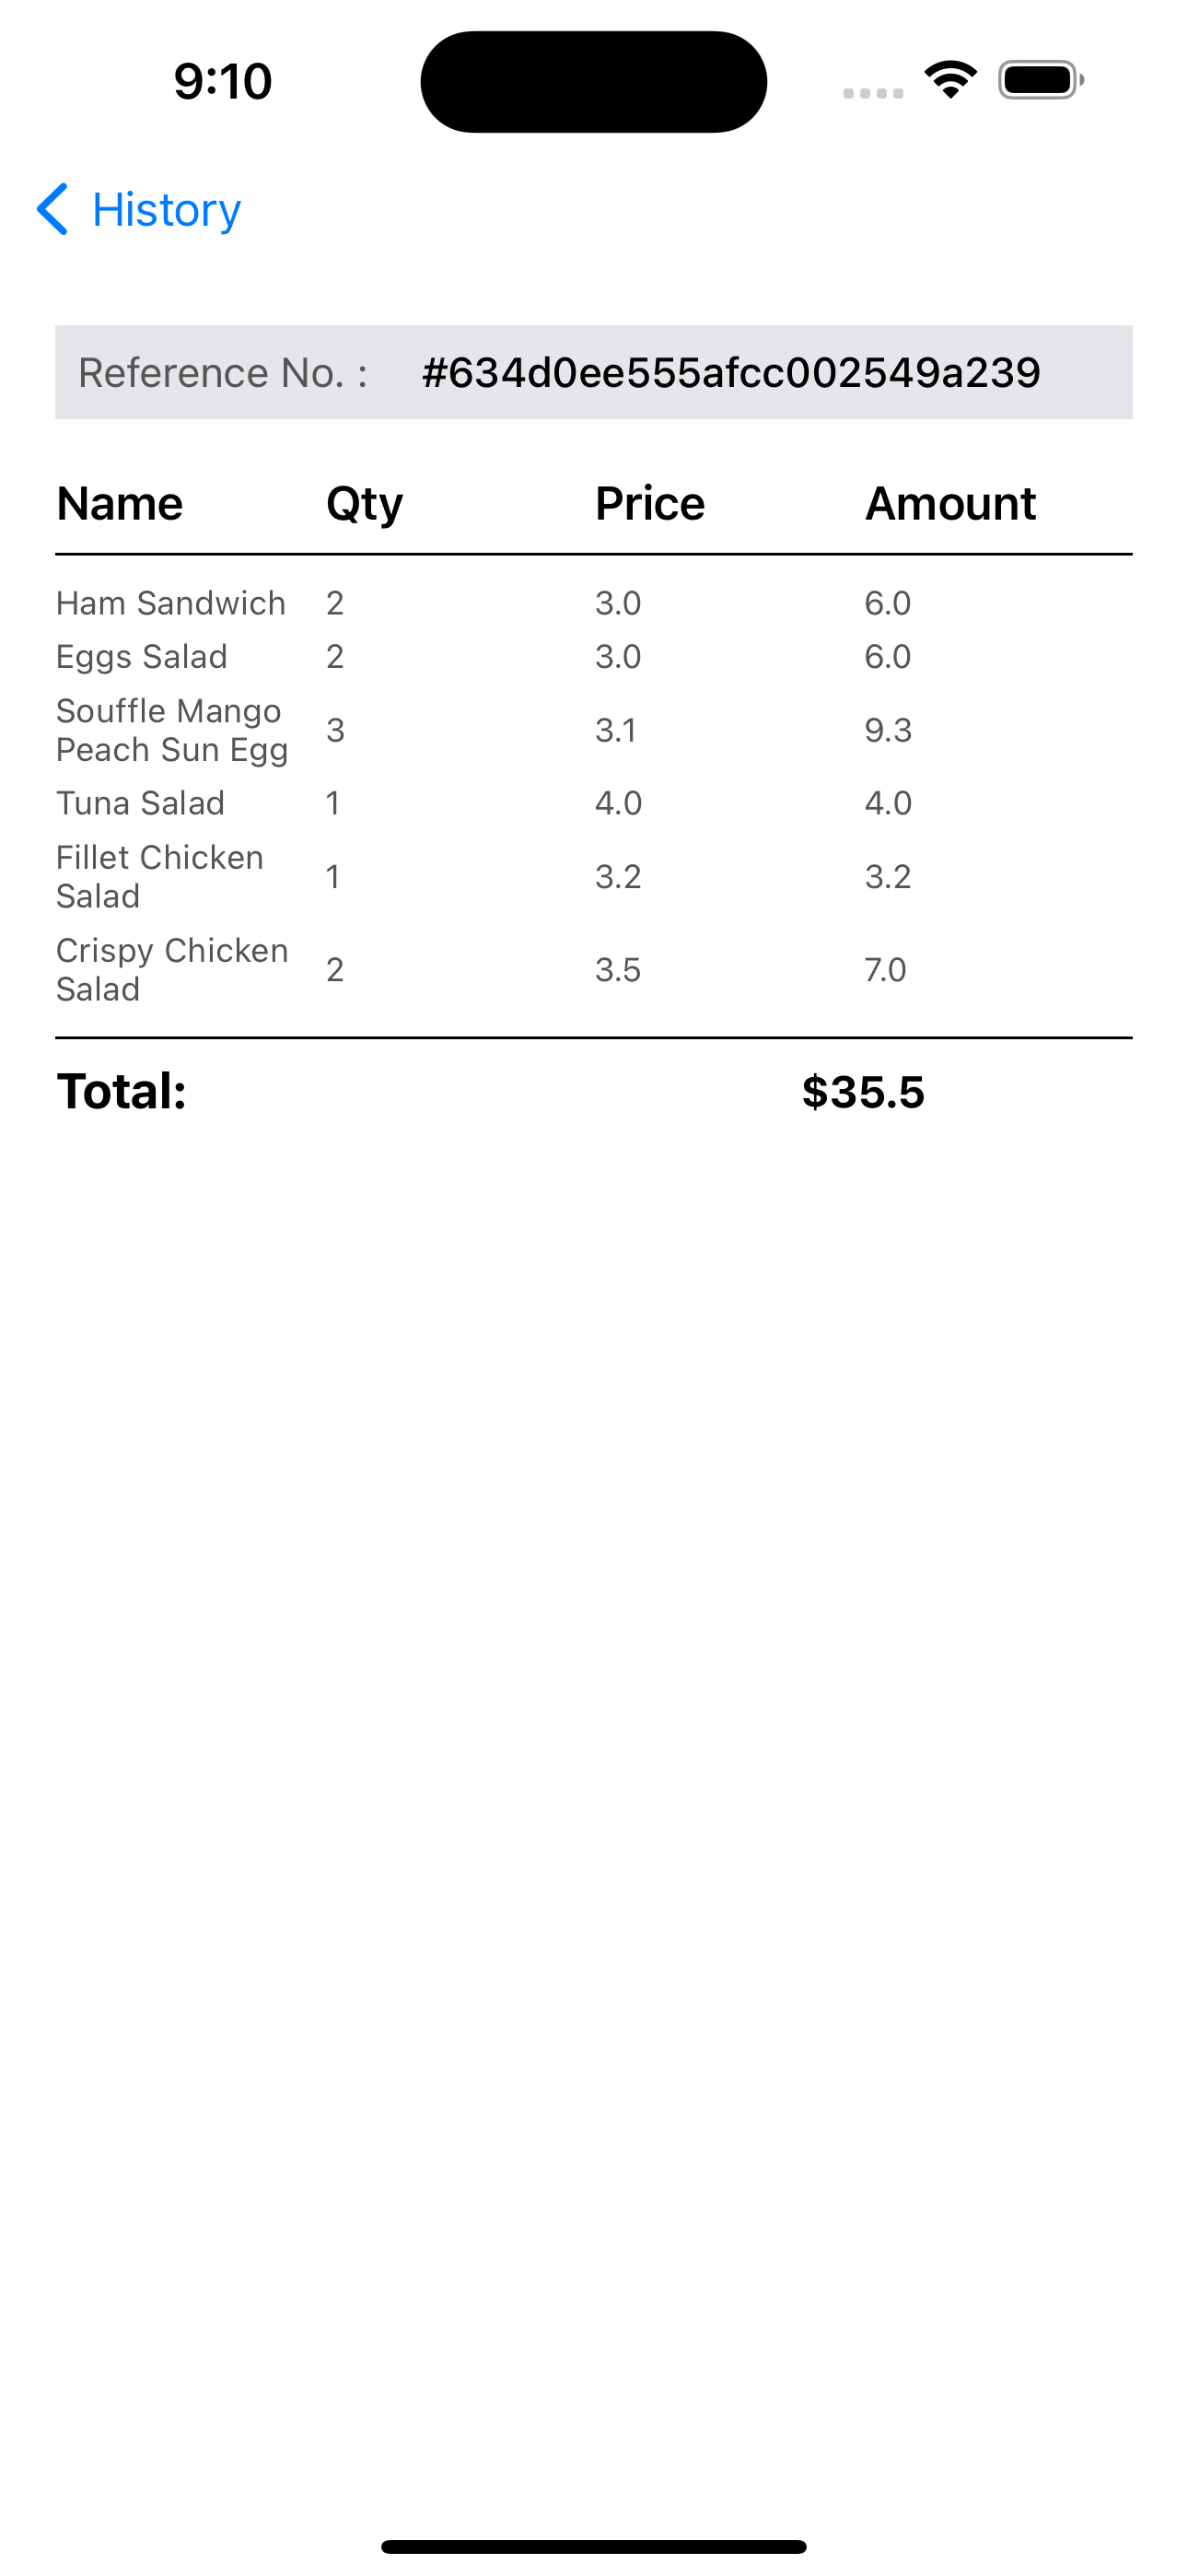 9:10
History
Reference No. : #634d0ee555afcc002549a239
Name Qty Price Amount
Ham Sandwich 2 3.0 6.0
Eggs Salad 2 3.0 6.0
Souffle Mango
Peach Sun Egg 3 3.1 9.3
Tuna Salad 1 4.0 4.0
Fillet Chicken
Salad 1 3.2 3.2
Crispy Chicken
Salad 2 3.5 7.0
Total: $35.5